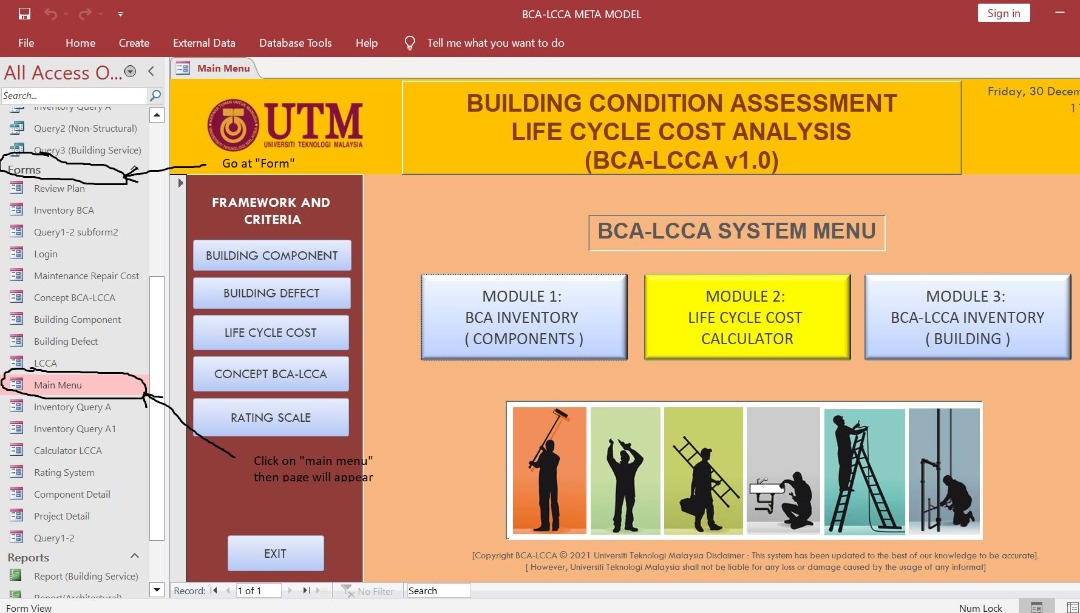 BCA-LCCA META MODEL
Sign in
File Home Create External Data Database Tools Help Tell me what you want to do
All Access O...
Search...
Inventory Query A
Query2 (Non-Structural)
Query3 (Building Service)
Forms
Review Plan
Inventory BCA
Query1-2 subform2
Login
Maintenance Repair Cost
Concept BCA-LCCA
Building Component
Building Defect
LCCA
Main Menu
Inventory Query A
Inventory Query A1
Calculator LCCA
Rating System
Component Detail
Project Detail
Query1-2
Reports
Report (Building Service)
Report(Architectural)
Main Menu
UTM
UNIVERSITI TEKNOLOGI MALAYSIA
Go at "Form"
BUILDING CONDITION ASSESSMENT
LIFE CYCLE COST ANALYSIS
(BCA-LCCA v1.0)
Friday, 30 Decem
1
FRAMEWORK AND
CRITERIA
BUILDING COMPONENT
BUILDING DEFECT
LIFE CYCLE COST
CONCEPT BCA-LCCA
RATING SCALE
Click on "main menu"
then page will appear
EXIT
BCA-LCCA SYSTEM MENU
MODULE 1:
BCA INVENTORY
( COMPONENTS )
MODULE 2:
LIFE CYCLE COST
CALCULATOR
MODULE 3:
BCA-LCCA INVENTORY
( BUILDING )
[Copyright BCA-LCCA © 2021 Universiti Teknologi Malaysia Disclaimer : This system has been updated to the best of our knowledge to be accurate].
[ However, Universiti Teknologi Malaysia shall not be liable for any loss or damage caused by the usage of any informat]
Record: 1 of 1 No Filter Search
Form View Num Lock